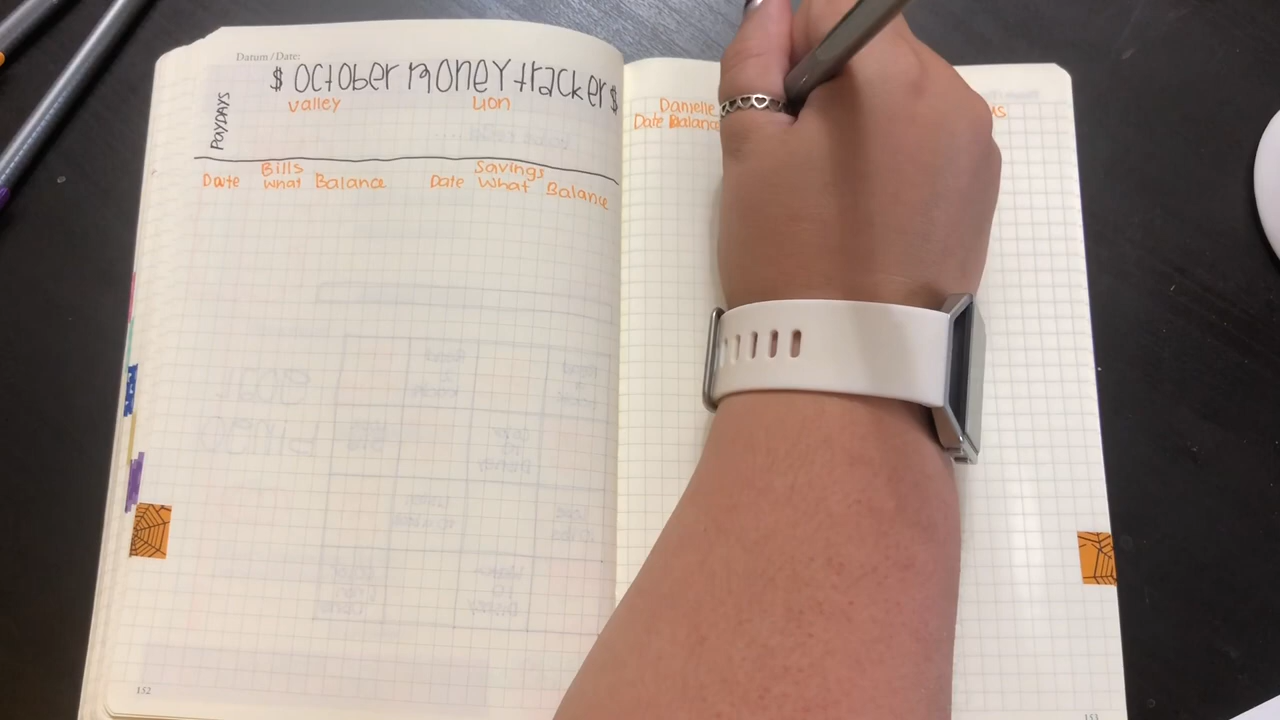 Datum / Date:
$ October money tracker $
PAYDAYS
valley
Lion
Bills
Date What Balance
Savings
Date What Balance
152
Danielle
Date Balance
153